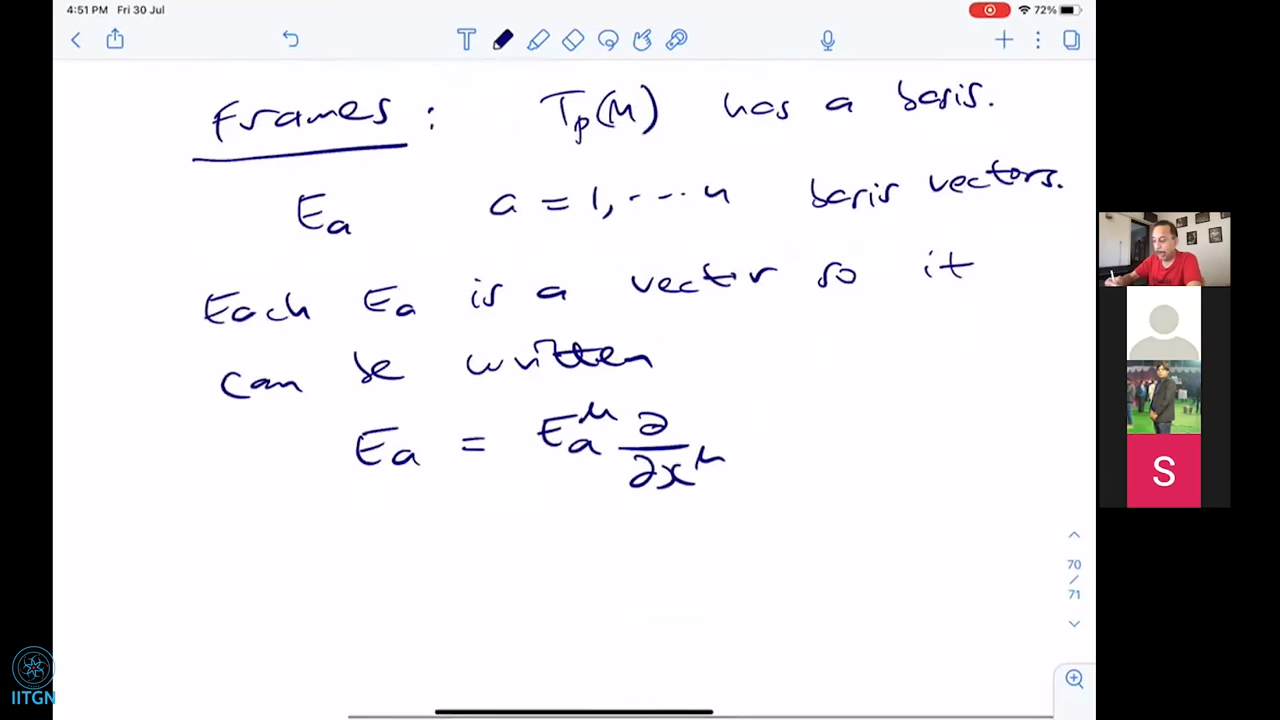 4:51 PM Fri 30 Jul
72%
T
Frames : Tp(M) has a basis.
Ea a = 1, --- n basis vectors.
Each Ea is a vector so it
can be written
Ea = Ea^μ ∂/∂x^μ
70
/
71
S
IITGN